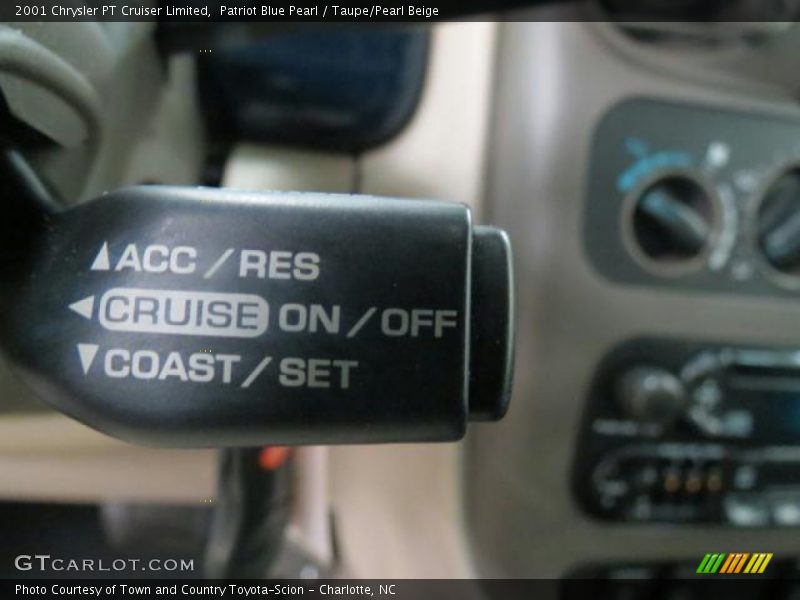 2001 Chrysler PT Cruiser Limited, Patriot Blue Pearl / Taupe/Pearl Beige
▲ACC/RES
◀CRUISE ON/OFF
▼COAST/SET
GTCARLOT.COM
Photo Courtesy of Town and Country Toyota-Scion - Charlotte, NC